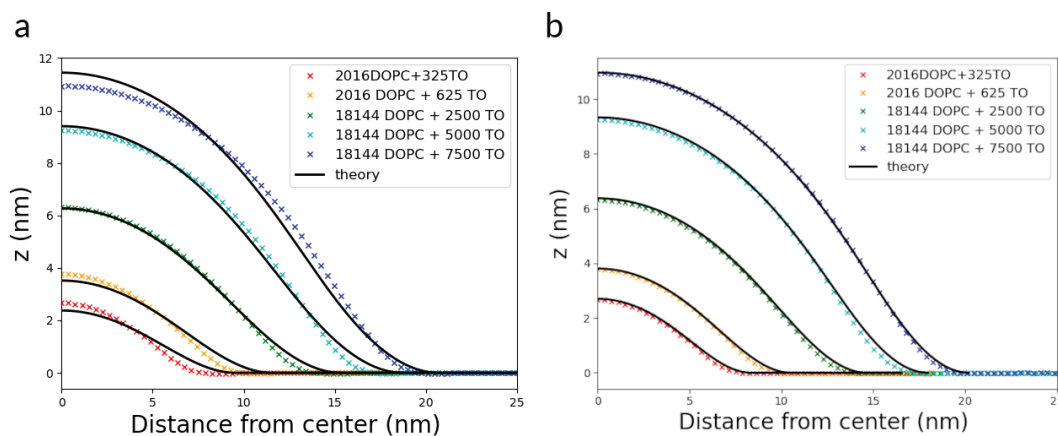 a
12
10
8
6
4
2
0
z (nm)
0 5 10 15 20 25
Distance from center (nm)
2016DOPC+325TO
2016 DOPC + 625 TO
18144 DOPC + 2500 TO
18144 DOPC + 5000 TO
18144 DOPC + 7500 TO
theory
b
10
8
6
4
2
0
z (nm)
0 5 10 15 20 25
Distance from center (nm)
2016DOPC+325TO
2016 DOPC + 625 TO
18144 DOPC + 2500 TO
18144 DOPC + 5000 TO
18144 DOPC + 7500 TO
theory